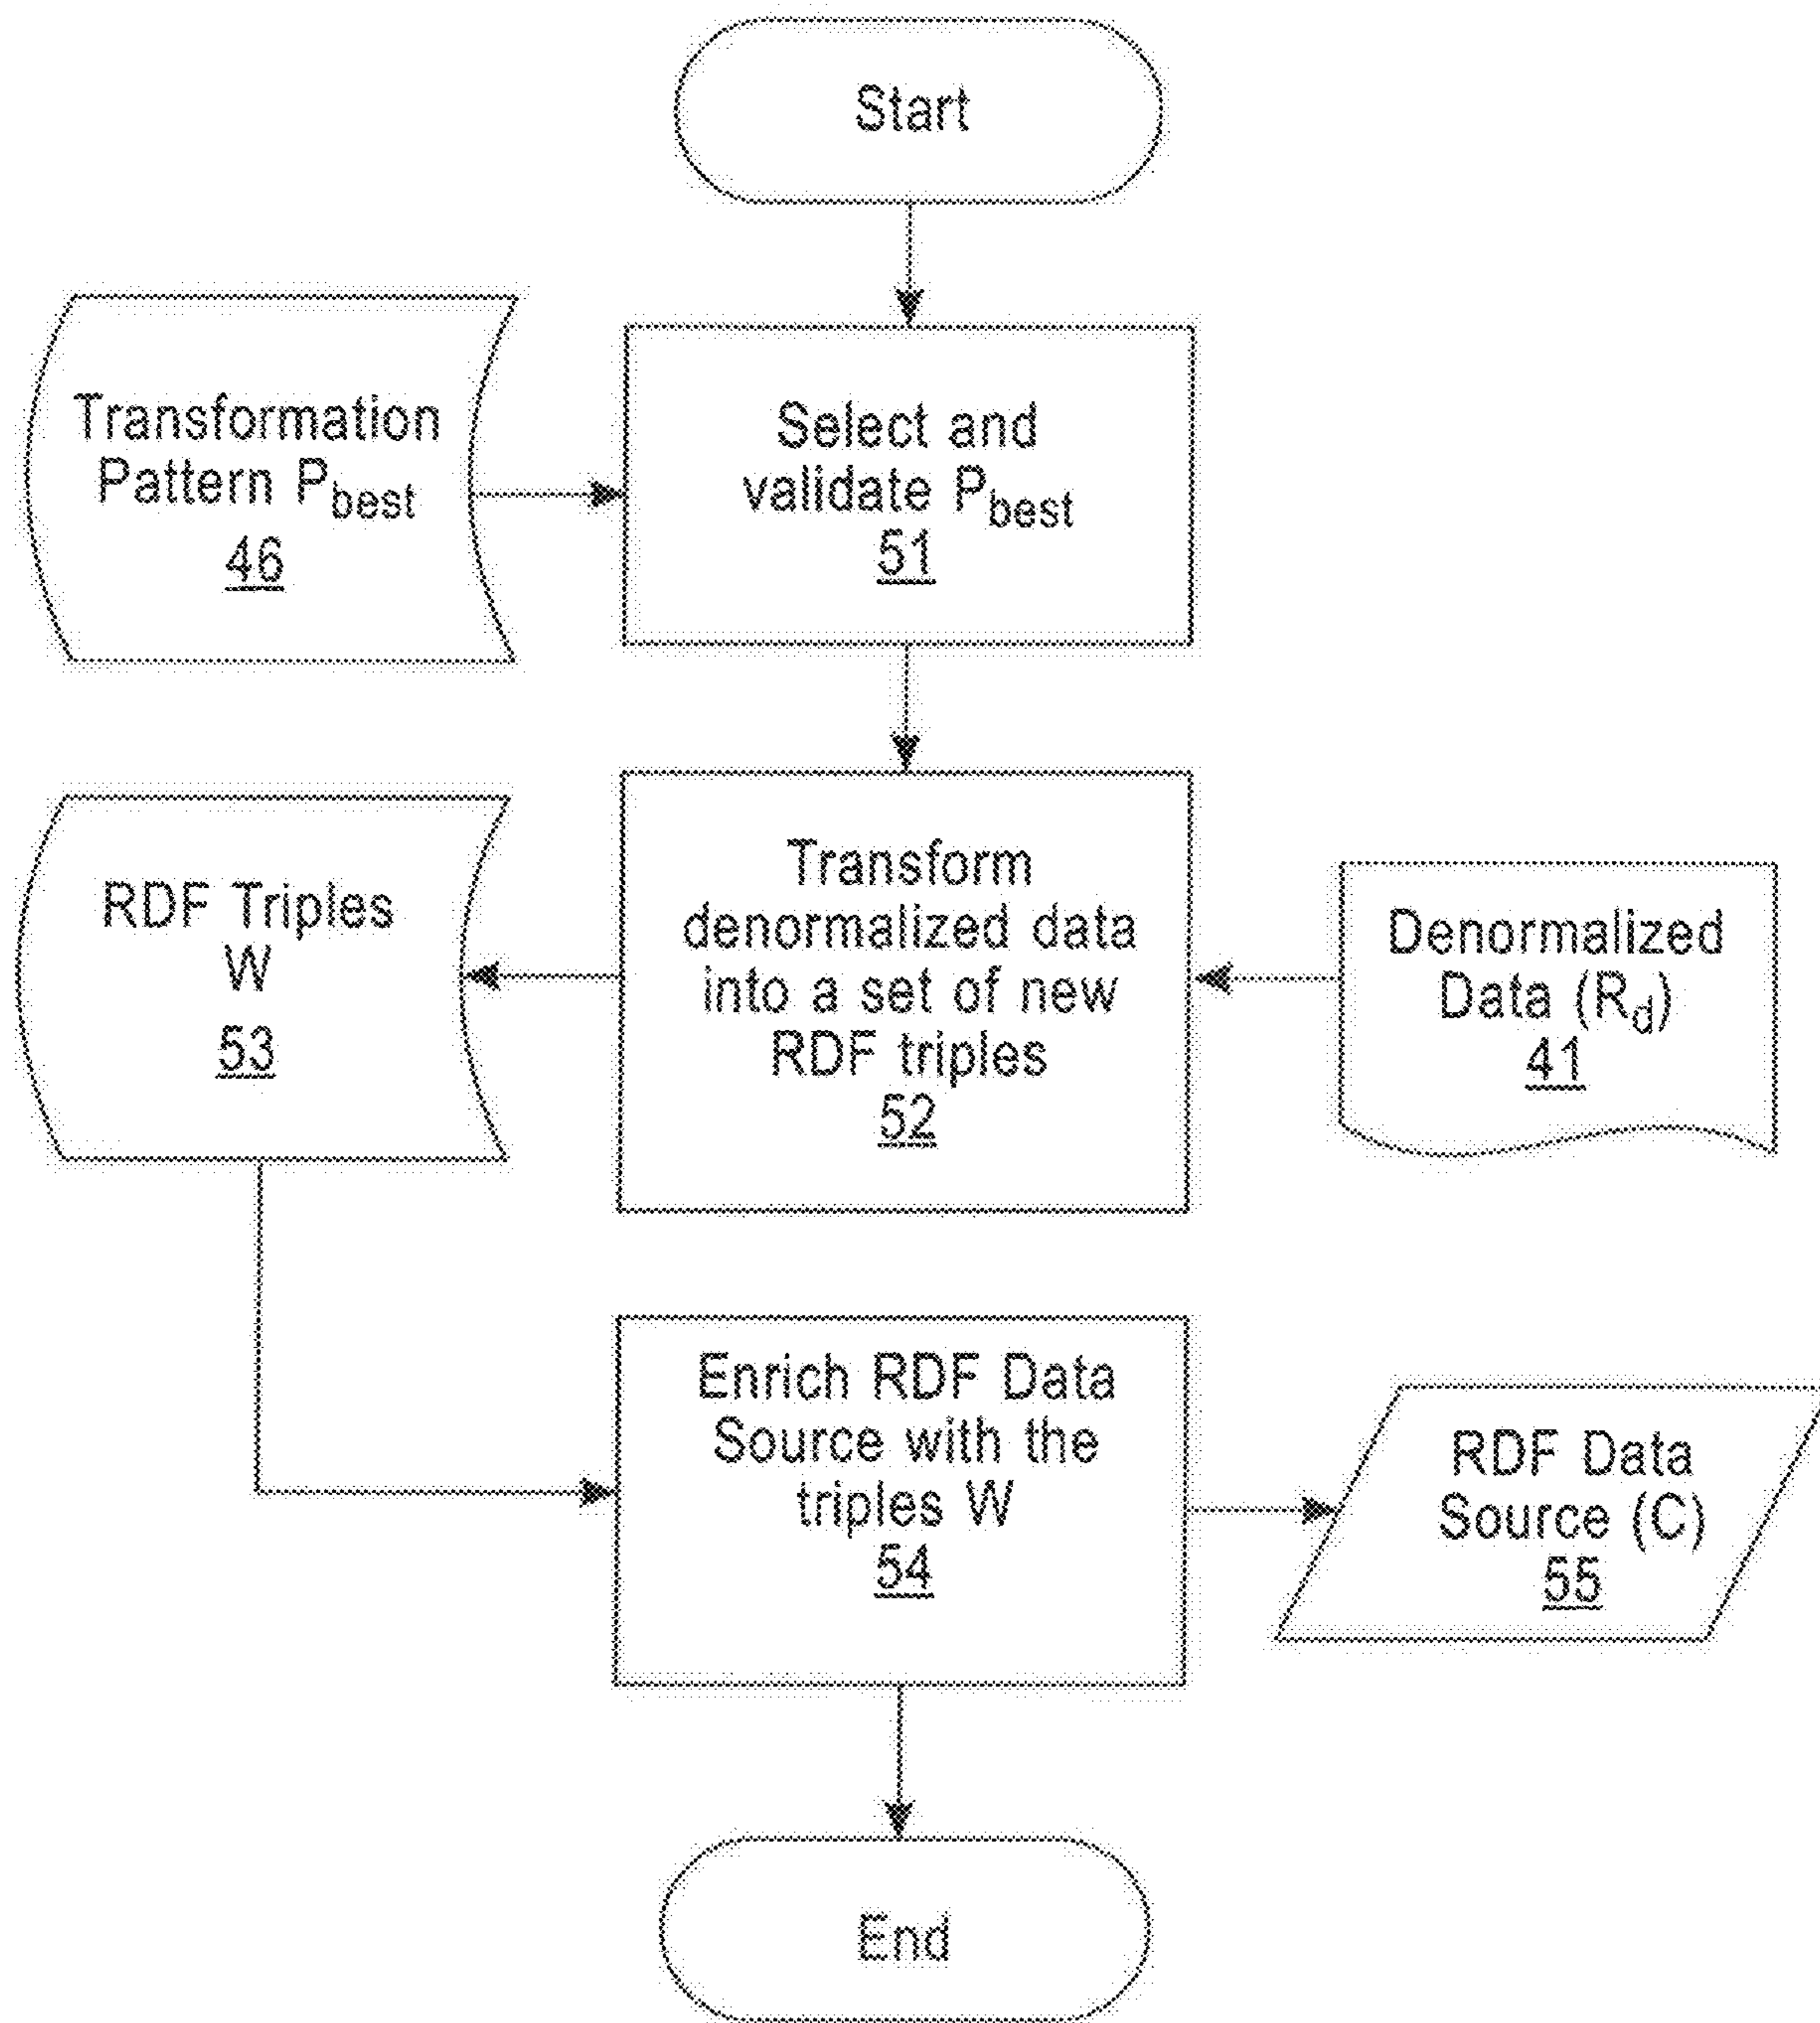 Start
Transformation
Pattern Pbest
46
Select and
validate Pbest
51
RDF Triples
W
53
Transform
denormalized data
into a set of new
RDF triples
52
Denormalized
Data (Rd)
41
Enrich RDF Data
Source with the
triples W
54
RDF Data
Source (C)
55
End